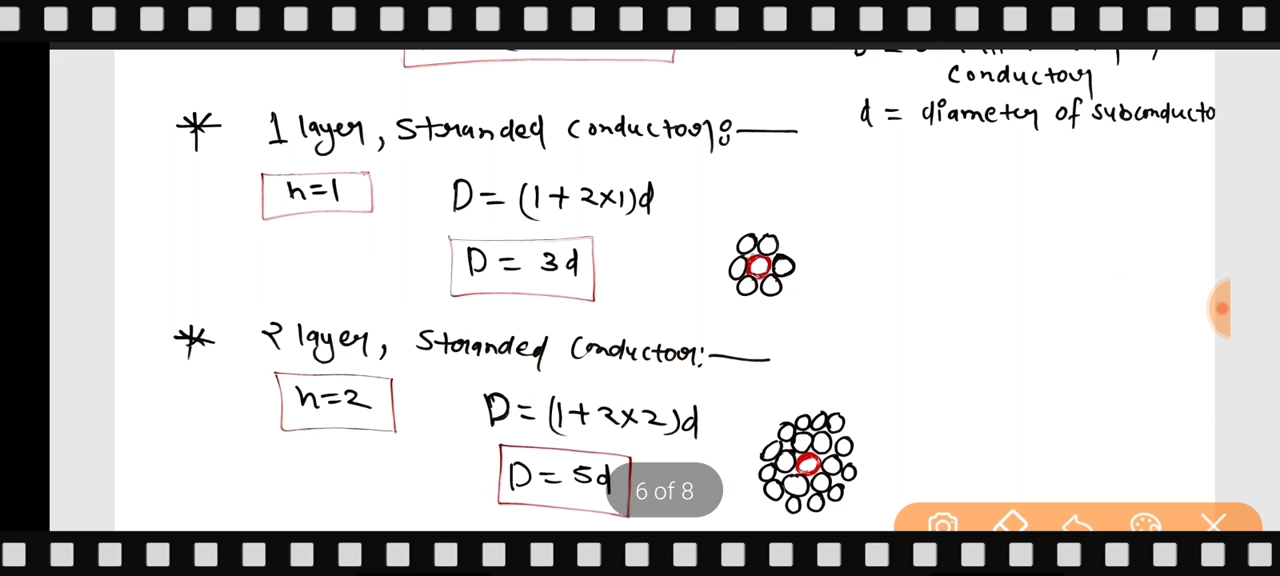 Conductor
d = diameter of subconducto
* 1 layer, Stranded Conductor:—
n=1
D = (1+2×1)d
D = 3d
* 2 layer, Stranded Conductor:—
n=2
D = (1+2×2)d
D = 5d
6 of 8